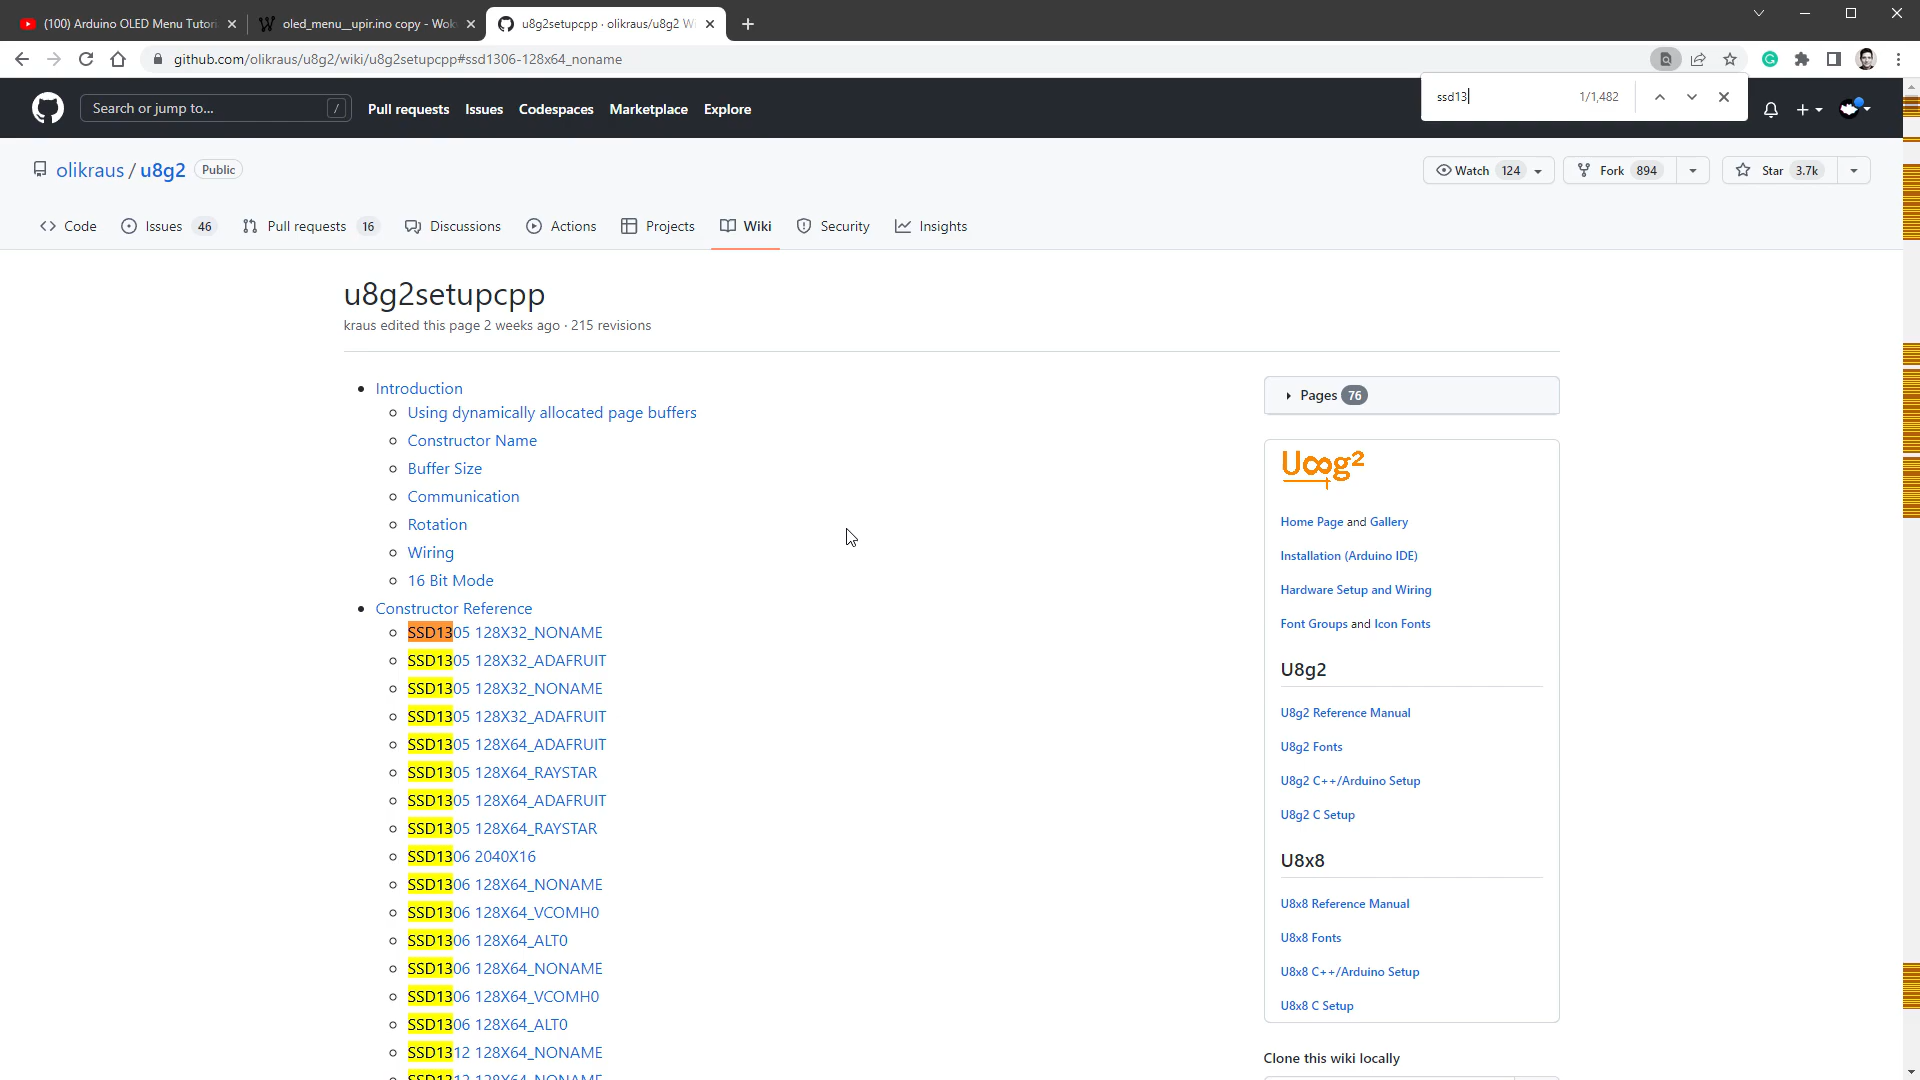 (100) Arduino OLED Menu Tutori
oled_menu__upir.ino copy - Wok
u8g2setupcpp · olikraus/u8g2 Wi
github.com/olikraus/u8g2/wiki/u8g2setupcpp#ssd1306-128x64_noname
ssd13
1/1,482
Search or jump to...
/
Pull requests
Issues
Codespaces
Marketplace
Explore
olikraus / u8g2
Public
Watch 124
Fork 894
Star 3.7k
Code
Issues 46
Pull requests 16
Discussions
Actions
Projects
Wiki
Security
Insights
u8g2setupcpp
kraus edited this page 2 weeks ago · 215 revisions
Introduction
Using dynamically allocated page buffers
Constructor Name
Buffer Size
Communication
Rotation
Wiring
16 Bit Mode
Constructor Reference
SSD1305 128X32_NONAME
SSD1305 128X32_ADAFRUIT
SSD1305 128X32_NONAME
SSD1305 128X32_ADAFRUIT
SSD1305 128X64_ADAFRUIT
SSD1305 128X64_RAYSTAR
SSD1305 128X64_ADAFRUIT
SSD1305 128X64_RAYSTAR
SSD1306 2040X16
SSD1306 128X64_NONAME
SSD1306 128X64_VCOMH0
SSD1306 128X64_ALT0
SSD1306 128X64_NONAME
SSD1306 128X64_VCOMH0
SSD1306 128X64_ALT0
SSD1312 128X64_NONAME
SSD1312 128X64_NONAME
Pages 76
U8g2
Home Page and Gallery
Installation (Arduino IDE)
Hardware Setup and Wiring
Font Groups and Icon Fonts
U8g2
U8g2 Reference Manual
U8g2 Fonts
U8g2 C++/Arduino Setup
U8g2 C Setup
U8x8
U8x8 Reference Manual
U8x8 Fonts
U8x8 C++/Arduino Setup
U8x8 C Setup
Clone this wiki locally